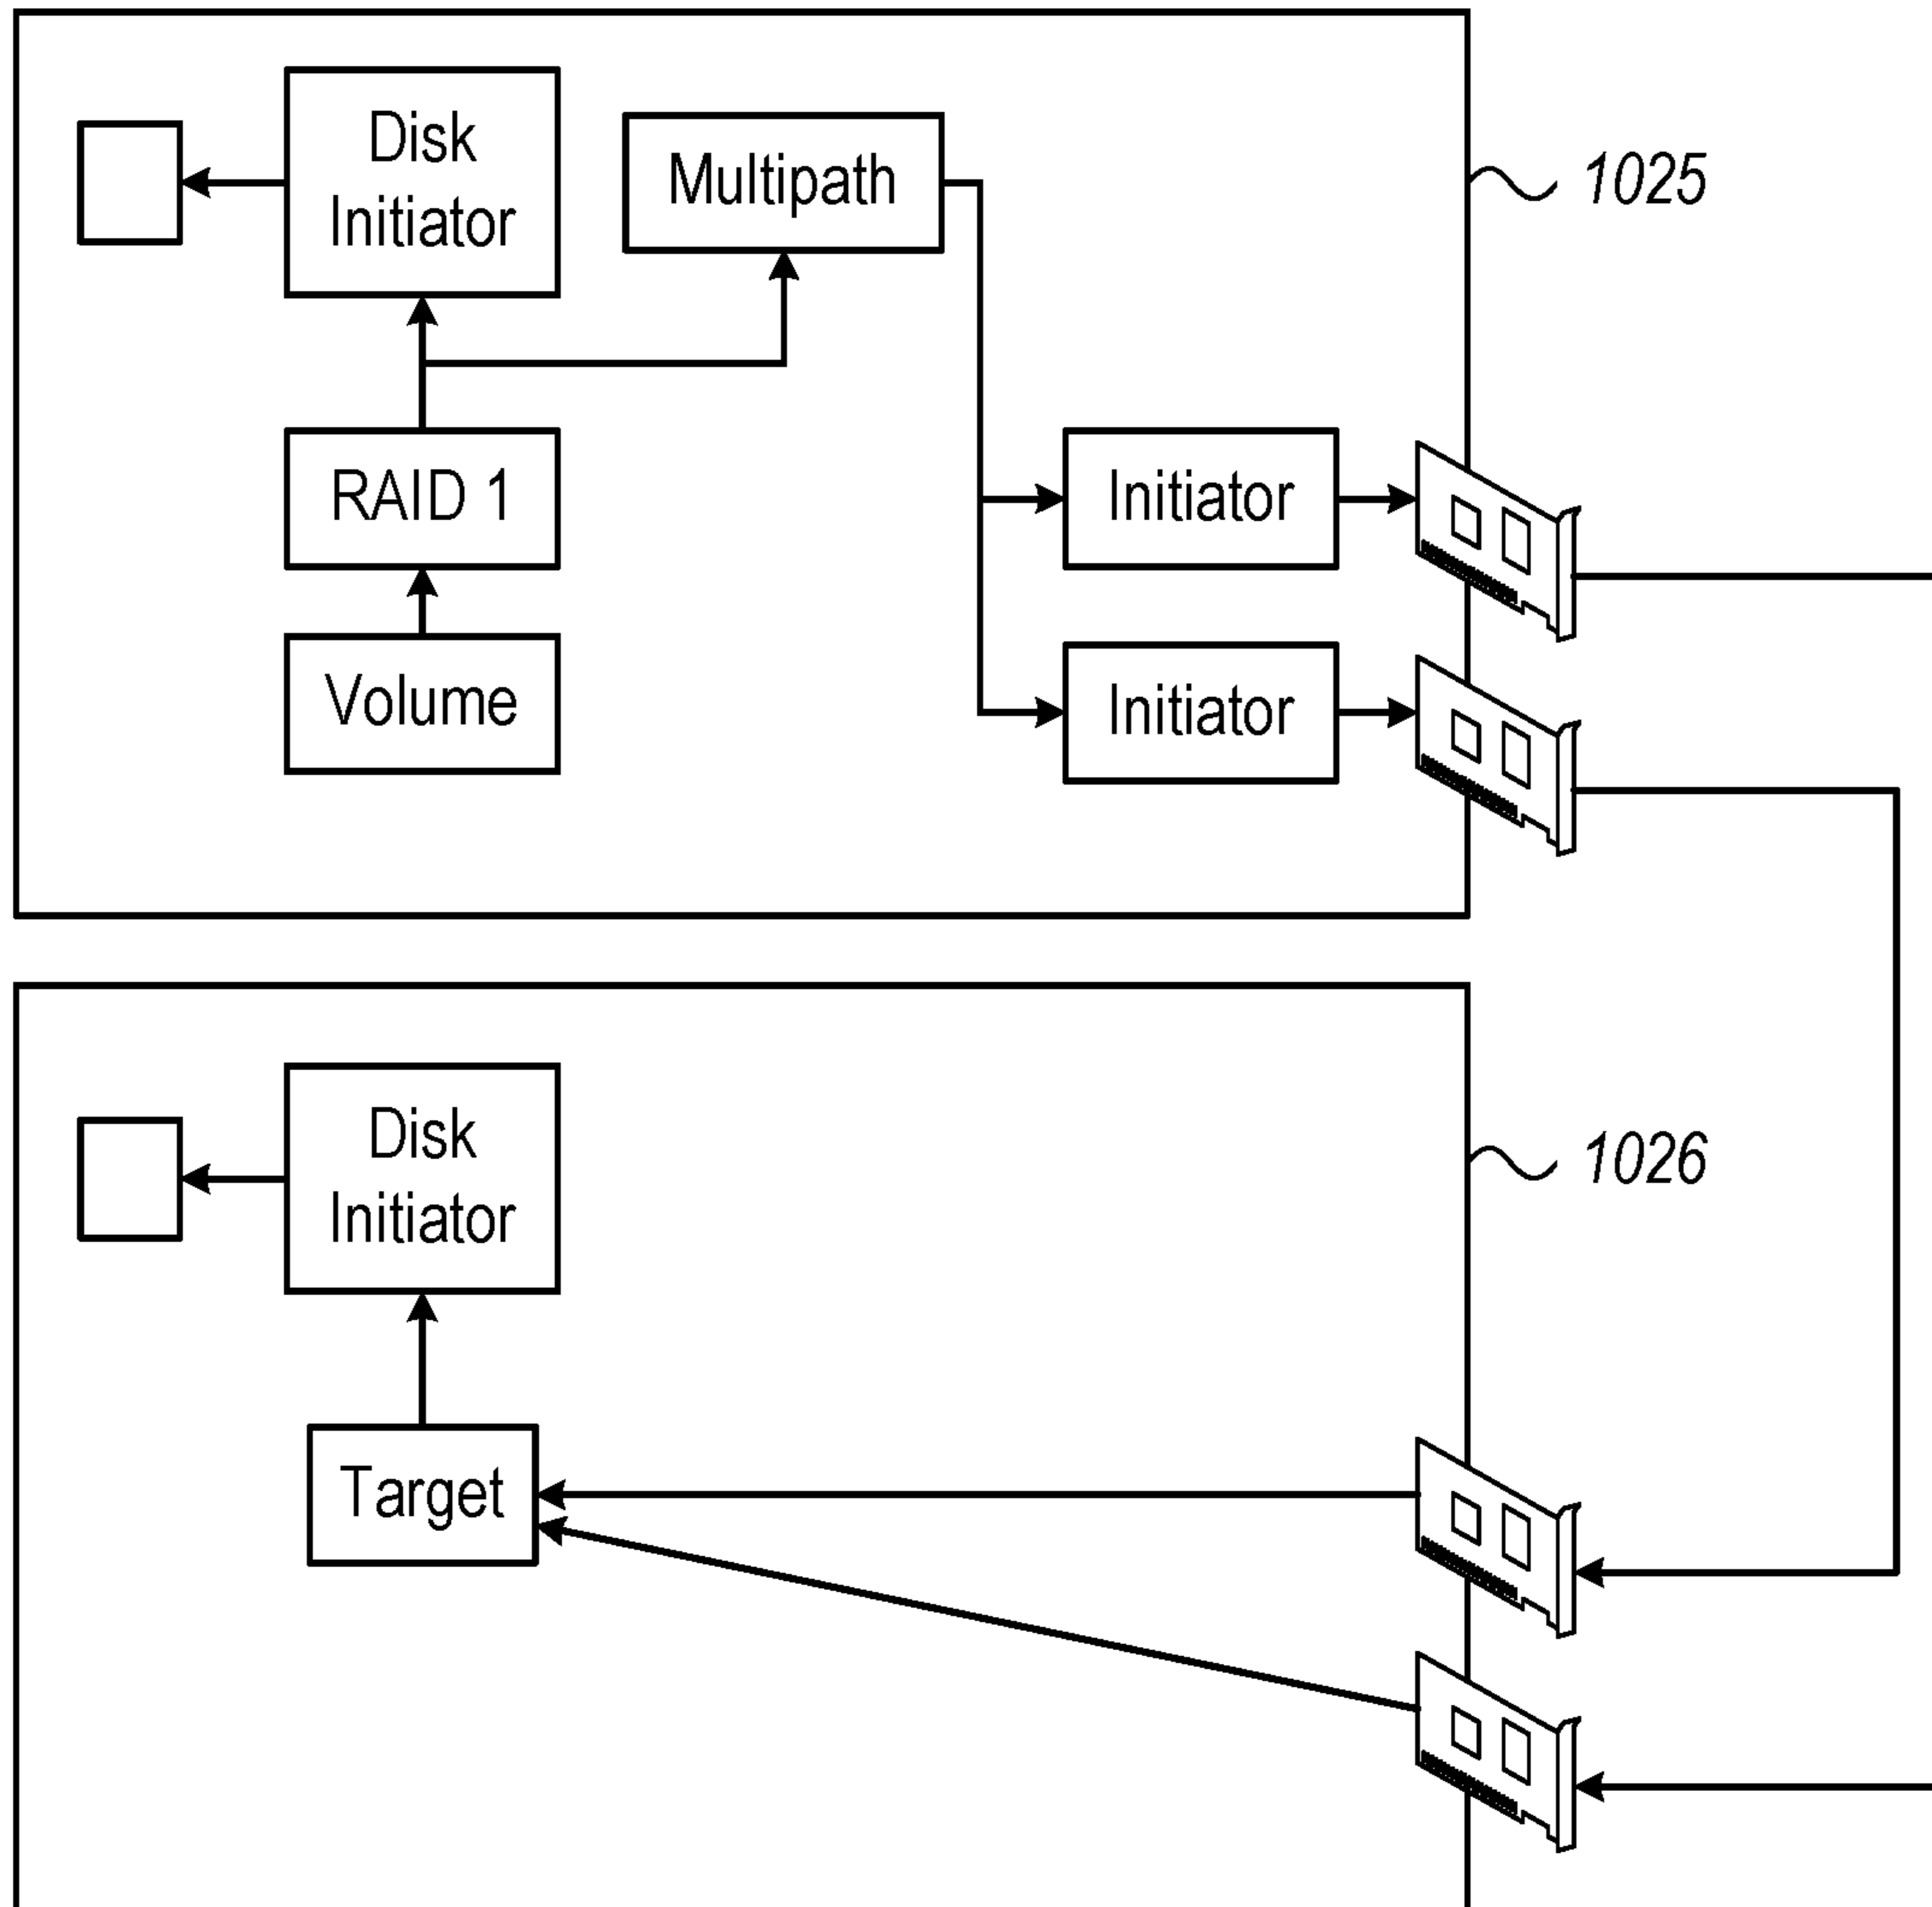 Disk
Initiator
Multipath
1025
RAID 1
Initiator
Volume
Initiator
Disk
Initiator
1026
Target